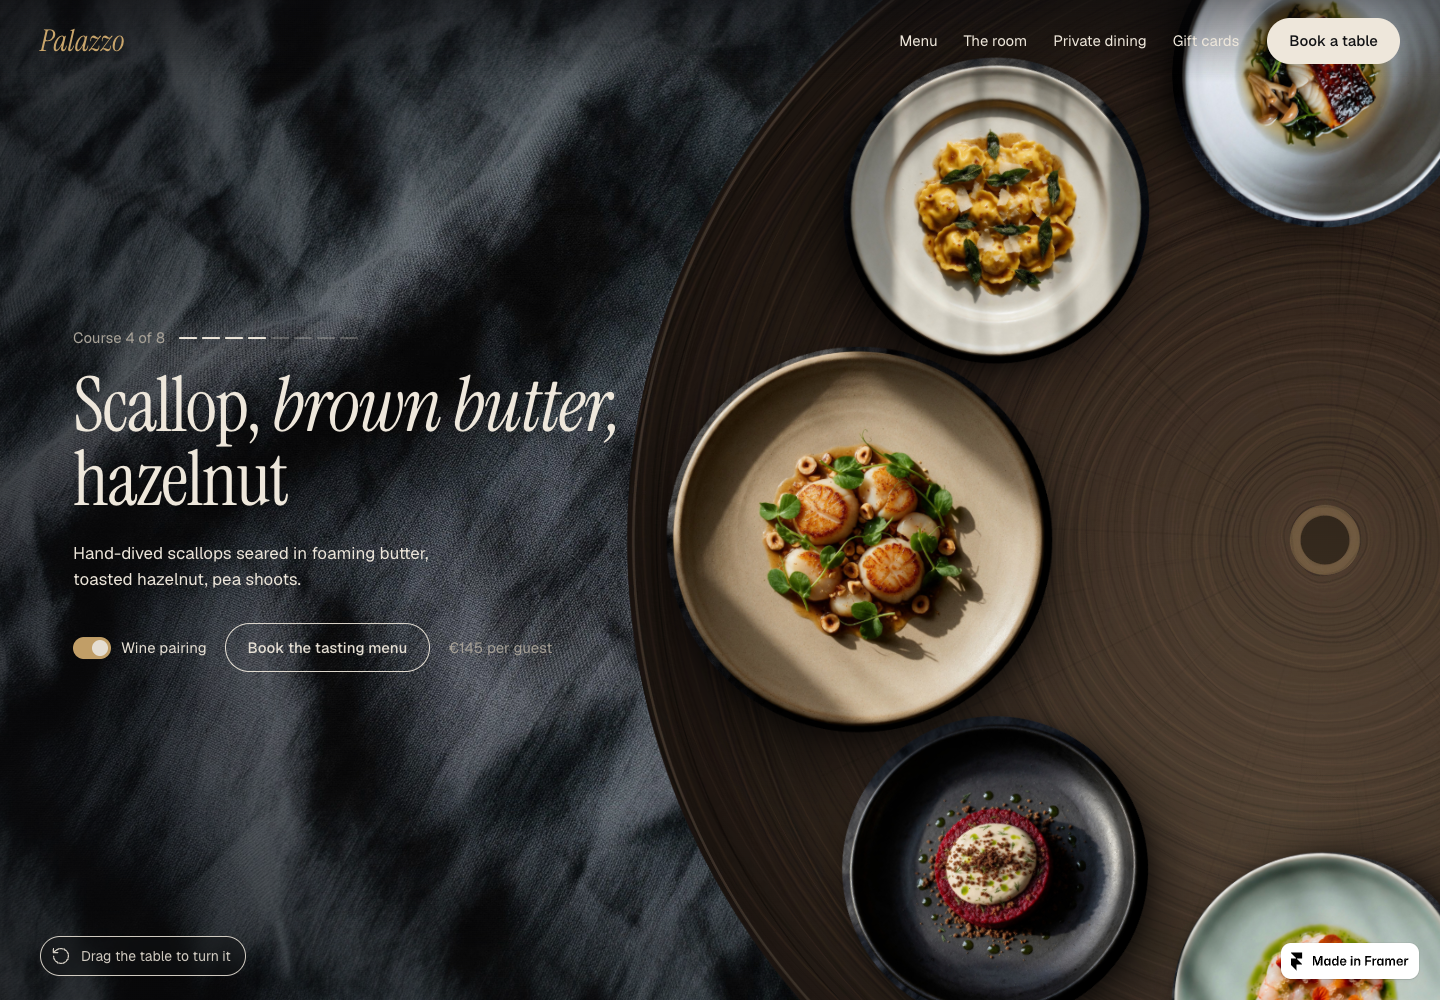 Palazzo
Menu
The room
Private dining
Gift cards
Book a table
Course 4 of 8
Scallop, brown butter,
hazelnut
Hand-dived scallops seared in foaming butter,
toasted hazelnut, pea shoots.
Wine pairing
Book the tasting menu
€145 per guest
Drag the table to turn it
Made in Framer